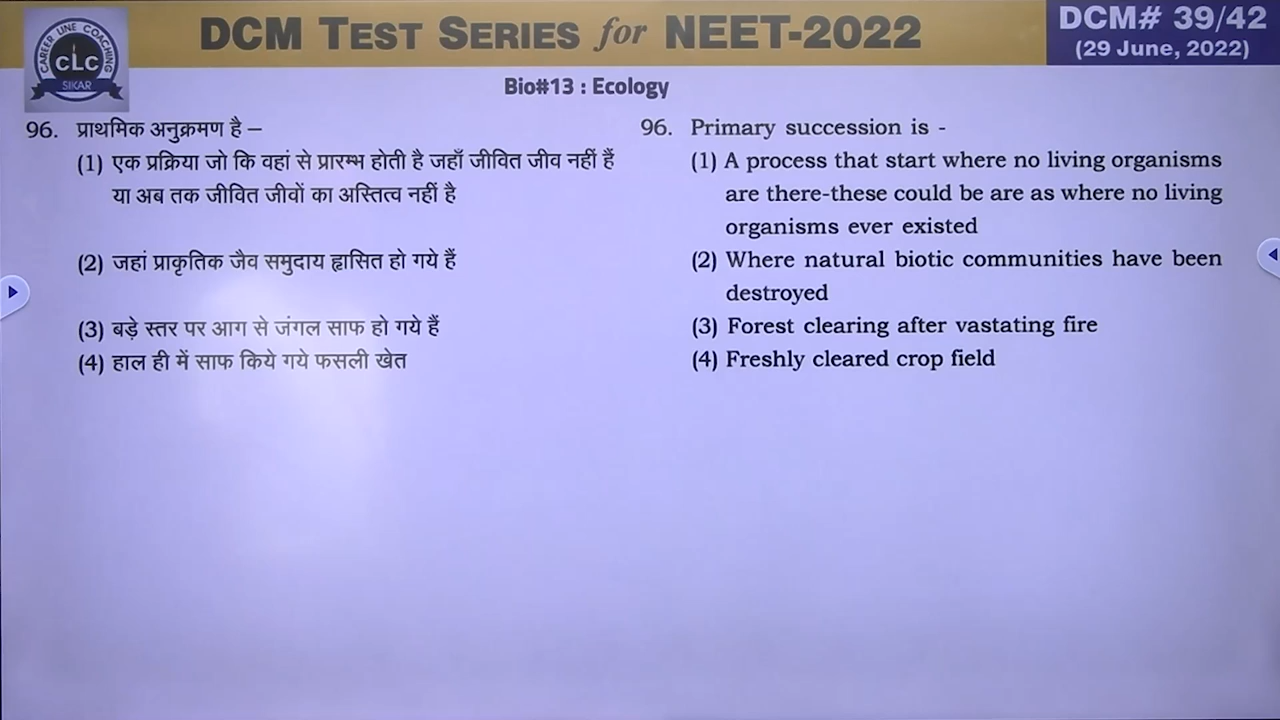 CAREER LINE COACHING
CLC
SIKAR
DCM TEST SERIES for NEET-2022
DCM# 39/42
(29 June, 2022)
Bio#13 : Ecology
96. प्राथमिक अनुक्रमण है –
(1) एक प्रक्रिया जो कि वहां से प्रारम्भ होती है जहाँ जीवित जीव नहीं हैं
या अब तक जीवित जीवों का अस्तित्व नहीं है
(2) जहां प्राकृतिक जैव समुदाय ह्रासित हो गये हैं
(3) बड़े स्तर पर आग से जंगल साफ हो गये हैं
(4) हाल ही में साफ किये गये फसली खेत
96. Primary succession is -
(1) A process that start where no living organisms
are there-these could be are as where no living
organisms ever existed
(2) Where natural biotic communities have been
destroyed
(3) Forest clearing after vastating fire
(4) Freshly cleared crop field